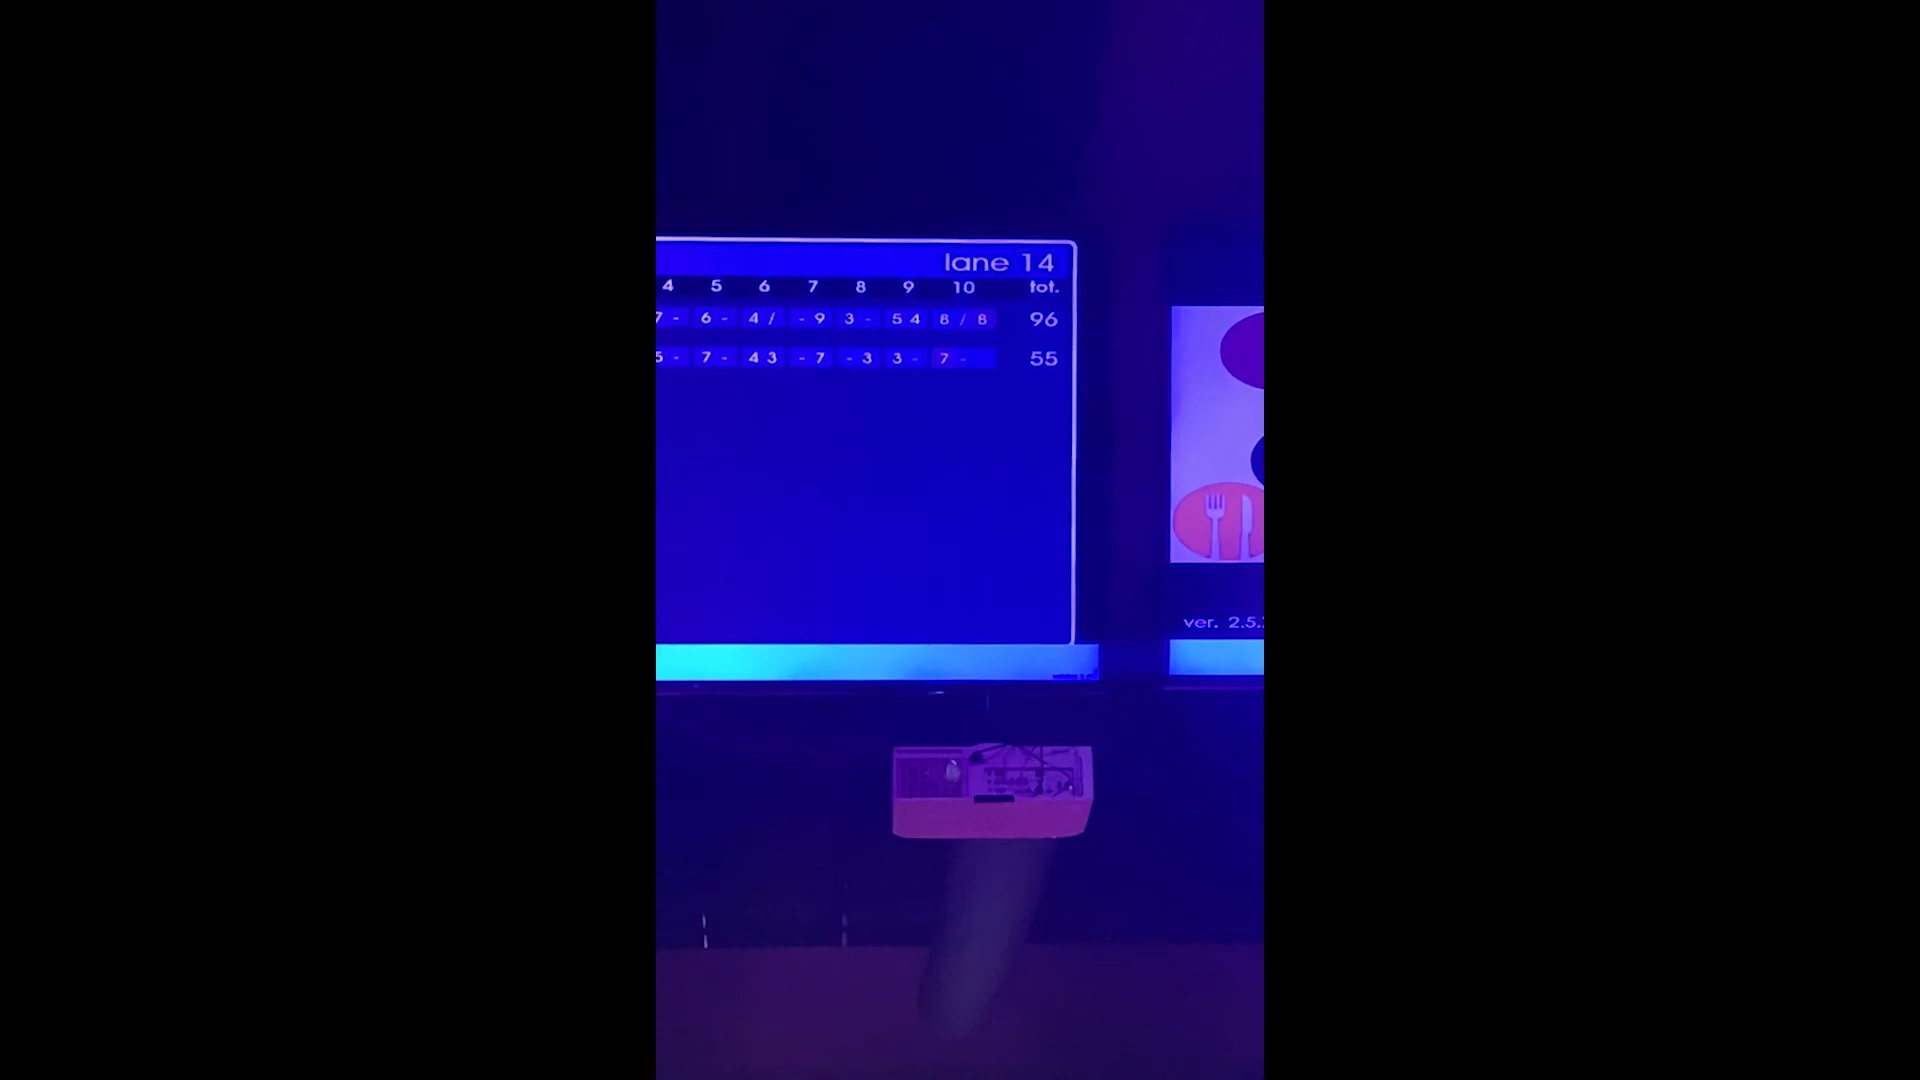 lane 14
4 5 6 7 8 9 10 tot.
7 - 6 - 4 / - 9 3 - 5 4 8 / 8 96
5 - 7 - 4 3 - 7 - 3 3 - 7 - 55
ver. 2.5.